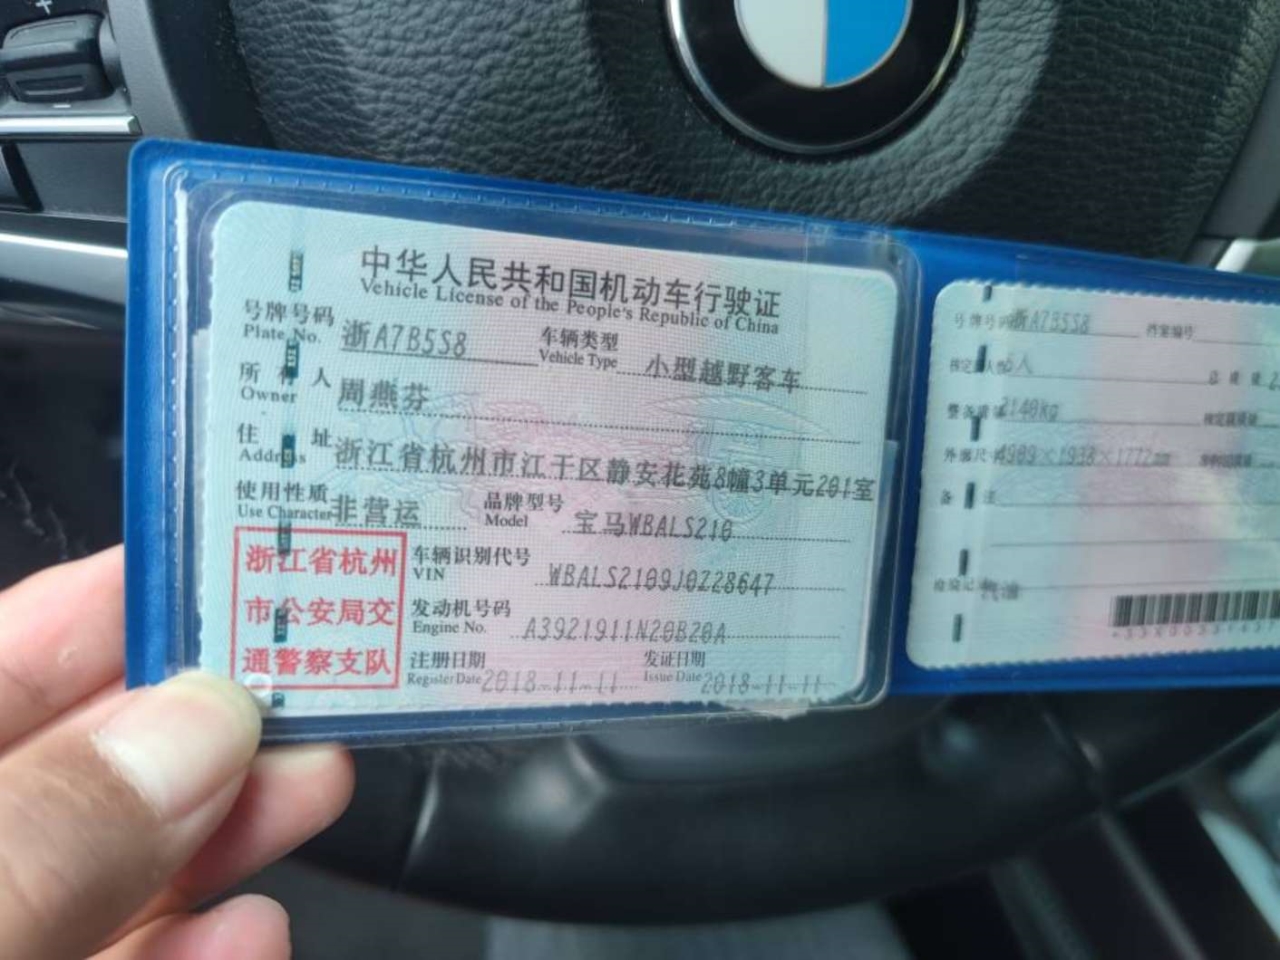 中华人民共和国机动车行驶证
Vehicle License of the People's Republic of China
号牌号码 浙A7B5S8 车辆类型 小型越野客车
Plate No. Vehicle Type
所有人 周燕芬
Owner
住址 浙江省杭州市江干区静安花苑8幢3单元201室
Address
使用性质 非营运 品牌型号 宝马WBALS210
Use Character Model
浙江省杭州
市公安局交
通警察支队
车辆识别代号 WBALS2109J0Z28647
VIN
发动机号码 A3921911N20B20A
Engine No.
注册日期 2018-11-11 发证日期 2018-11-11
Register Date Issue Date
号牌号码 浙A7B5S8 档案编号
核定载人数 5人
整备质量 2140kg
外廓尺寸 4909×1938×1772mm
备注
检验记录 汽油